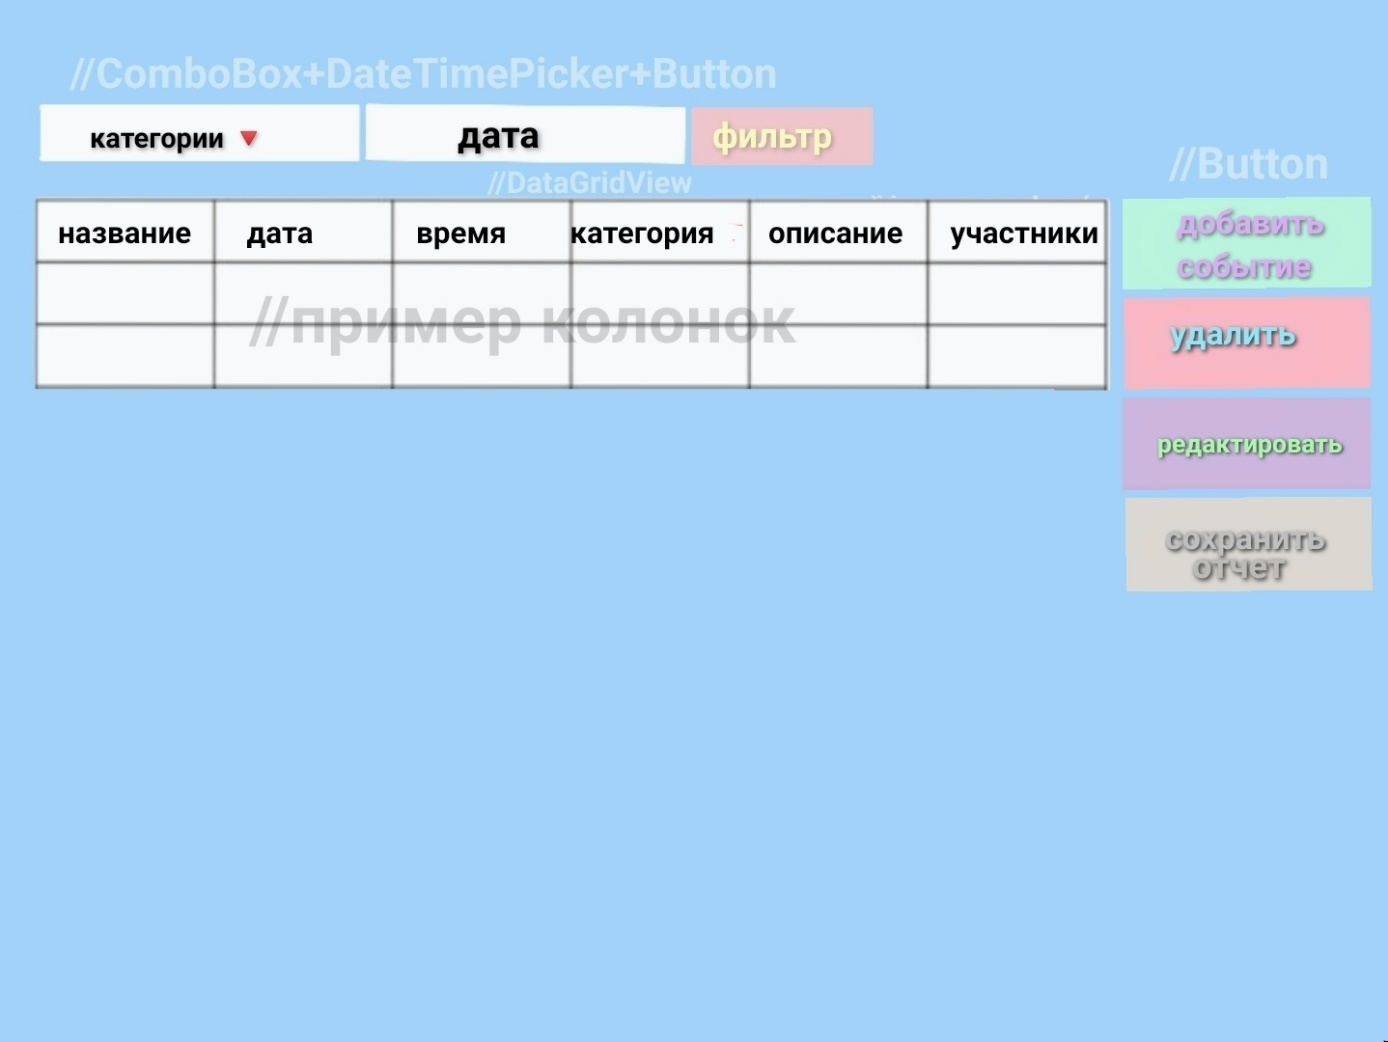 //ComboBox+DateTimePicker+Button
категории
дата
фильтр
//Button
//DataGridView
название
дата
время
категория
описание
участники
//пример колонок
добавить
событие
удалить
редактировать
сохранить
отчет